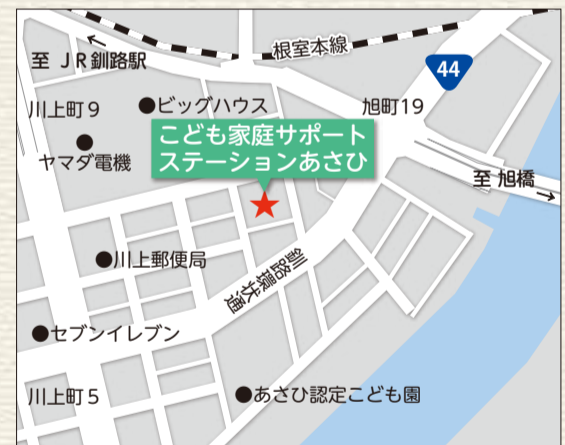 根室本線
至 JR釧路駅
44
川上町9
ビッグハウス
旭町19
こども家庭サポート
ステーションあさひ
ヤマダ電機
至 旭橋
川上郵便局
釧路環状通
セブンイレブン
川上町5
あさひ認定こども園